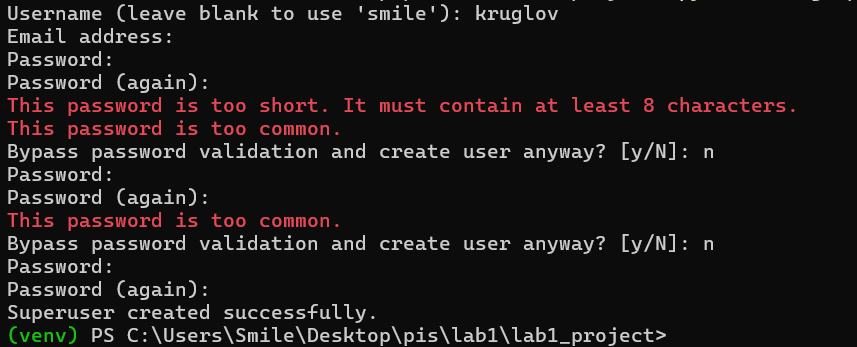 Username (leave blank to use 'smile'): kruglov
Email address:
Password:
Password (again):
This password is too short. It must contain at least 8 characters.
This password is too common.
Bypass password validation and create user anyway? [y/N]: n
Password:
Password (again):
This password is too common.
Bypass password validation and create user anyway? [y/N]: n
Password:
Password (again):
Superuser created successfully.
(venv) PS C:\Users\Smile\Desktop\pis\lab1\lab1_project>